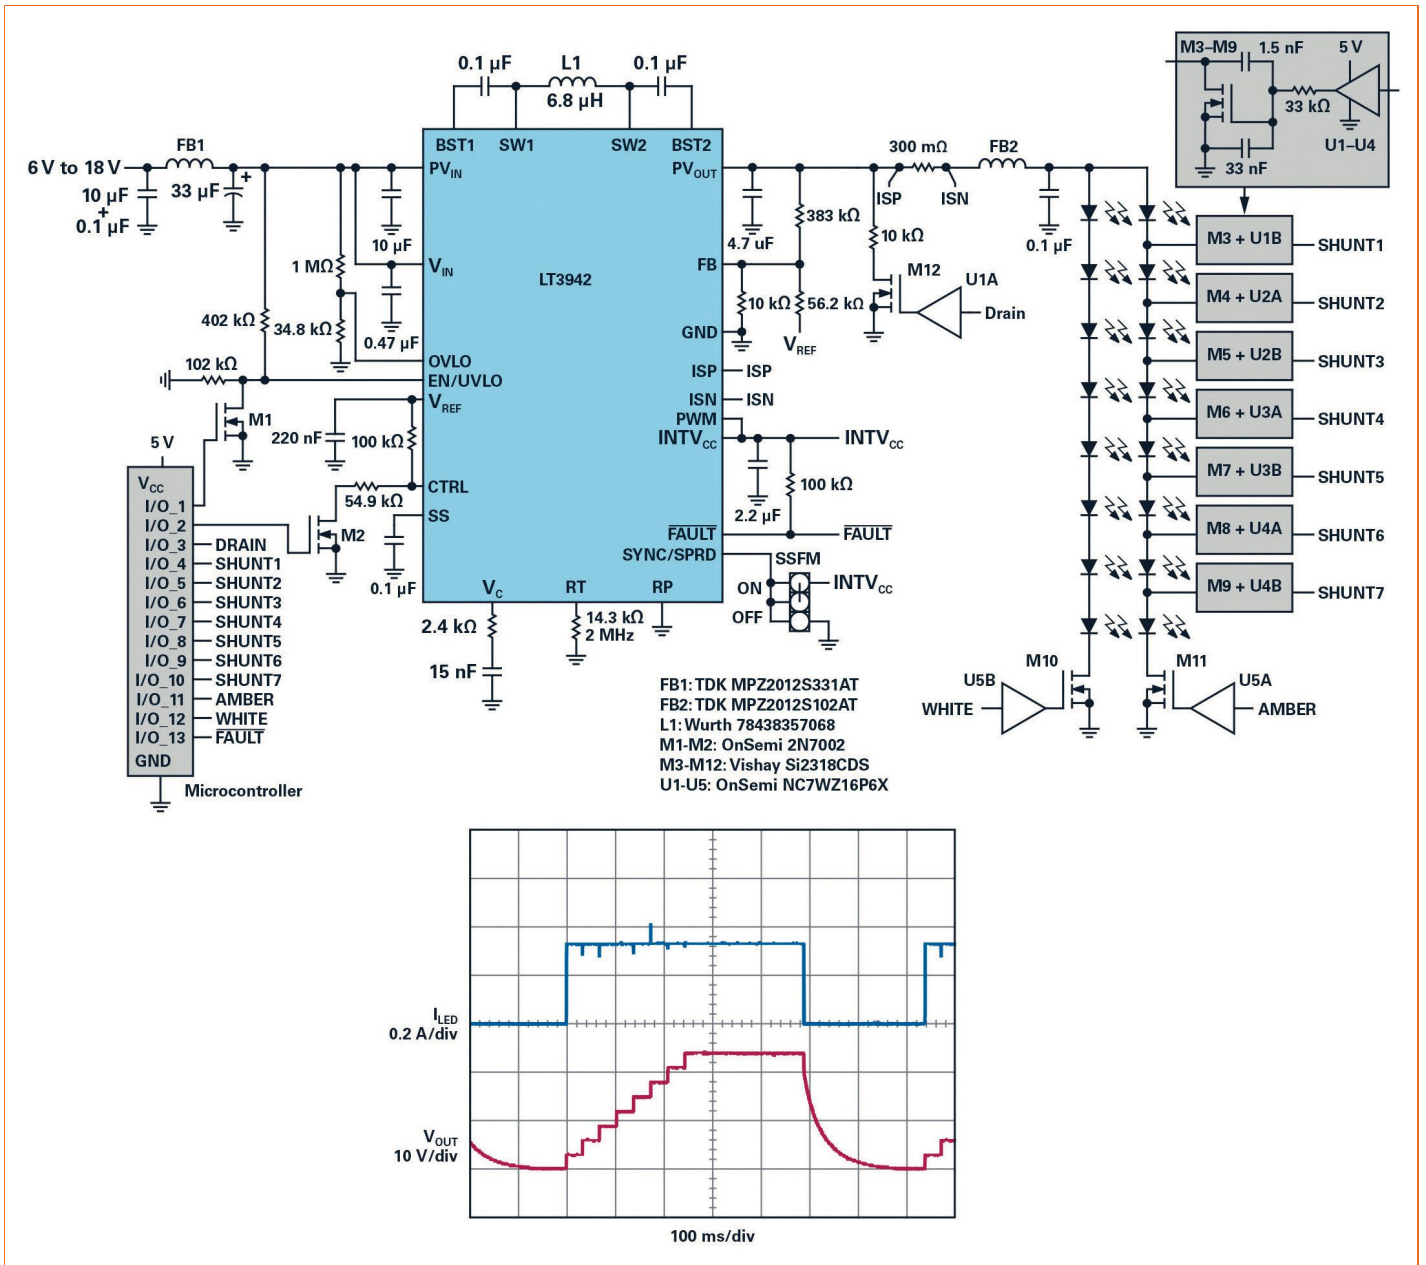 0.1 µF
L1
6.8 µH
0.1 µF
M3–M9
1.5 nF
5 V
33 kΩ
33 nF
U1–U4
6 V to 18 V
FB1
10 µF
+
0.1 µF
33 µF
+
BST1
SW1
SW2
BST2
PVIN
PVOUT
300 mΩ
FB2
ISP
ISN
10 µF
1 MΩ
VIN
LT3942
402 kΩ
34.8 kΩ
0.47 µF
OVLO
102 kΩ
EN/UVLO
4.7 uF
383 kΩ
10 kΩ
FB
10 kΩ
56.2 kΩ
GND
VREF
M12
U1A
Drain
0.1 µF
M3 + U1B
SHUNT1
M4 + U2A
SHUNT2
M5 + U2B
SHUNT3
M6 + U3A
SHUNT4
M7 + U3B
SHUNT5
M8 + U4A
SHUNT6
M9 + U4B
SHUNT7
ISP
ISP
ISN
ISN
PWM
INTVCC
INTVCC
M1
220 nF
100 kΩ
VREF
5 V
54.9 kΩ
CTRL
M2
SS
0.1 µF
2.2 µF
100 kΩ
FAULT
FAULT
SYNC/SPRD
SSFM
ON
INTVCC
OFF
VC
RT
RP
2.4 kΩ
15 nF
14.3 kΩ
2 MHz
VCC
I/O_1
I/O_2
I/O_3 DRAIN
I/O_4 SHUNT1
I/O_5 SHUNT2
I/O_6 SHUNT3
I/O_7 SHUNT4
I/O_8 SHUNT5
I/O_9 SHUNT6
I/O_10 SHUNT7
I/O_11 AMBER
I/O_12 WHITE
I/O_13 FAULT
GND
Microcontroller
M10
U5B
WHITE
M11
U5A
AMBER
FB1: TDK MPZ2012S331AT
FB2: TDK MPZ2012S102AT
L1: Wurth 78438357068
M1-M2: OnSemi 2N7002
M3-M12: Vishay Si2318CDS
U1-U5: OnSemi NC7WZ16P6X
ILED
0.2 A/div
VOUT
10 V/div
100 ms/div